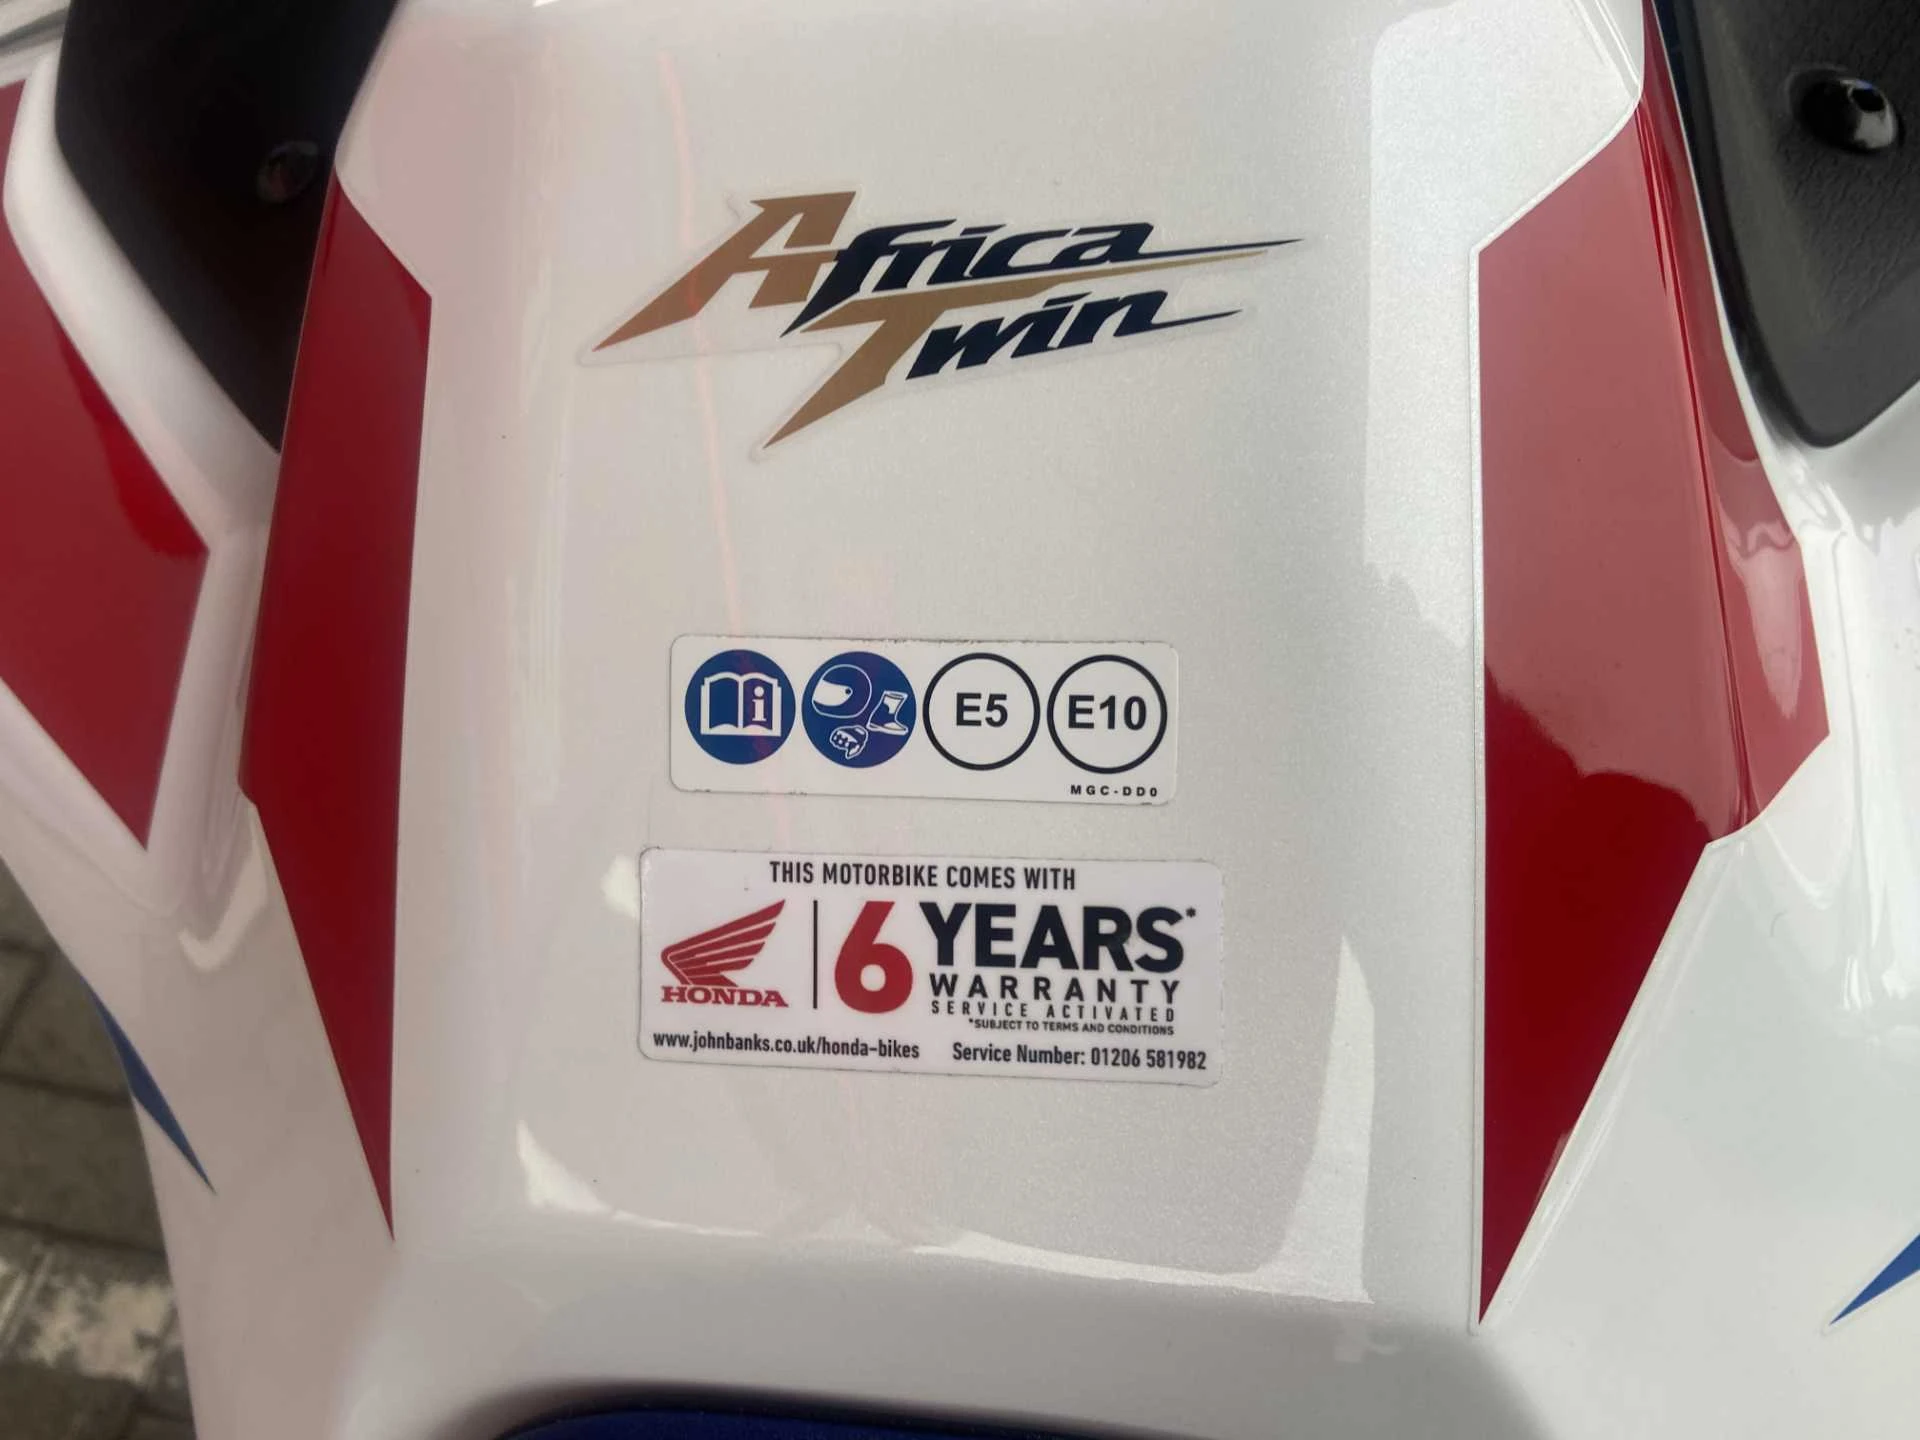 Africa
Twin
i
E5
E10
MGC-DD0
THIS MOTORBIKE COMES WITH
HONDA
6 YEARS*
WARRANTY
SERVICE ACTIVATED
*SUBJECT TO TERMS AND CONDITIONS
www.johnbanks.co.uk/honda-bikes Service Number: 01206 581982